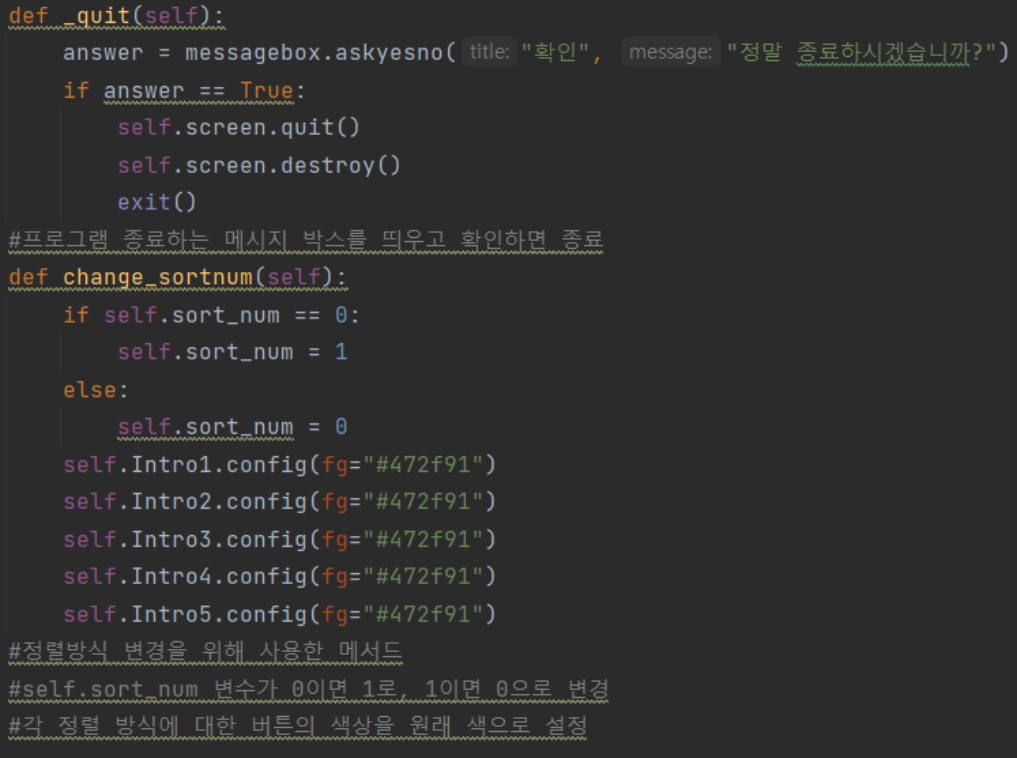 def _quit(self):
    answer = messagebox.askyesno( title: "확인", message: "정말 종료하시겠습니까?")
    if answer == True:
        self.screen.quit()
        self.screen.destroy()
        exit()
#프로그램 종료하는 메시지 박스를 띄우고 확인하면 종료
def change_sortnum(self):
    if self.sort_num == 0:
        self.sort_num = 1
    else:
        self.sort_num = 0
    self.Intro1.config(fg="#472f91")
    self.Intro2.config(fg="#472f91")
    self.Intro3.config(fg="#472f91")
    self.Intro4.config(fg="#472f91")
    self.Intro5.config(fg="#472f91")
#정렬방식 변경을 위해 사용한 메서드
#self.sort_num 변수가 0이면 1로, 1이면 0으로 변경
#각 정렬 방식에 대한 버튼의 색상을 원래 색으로 설정